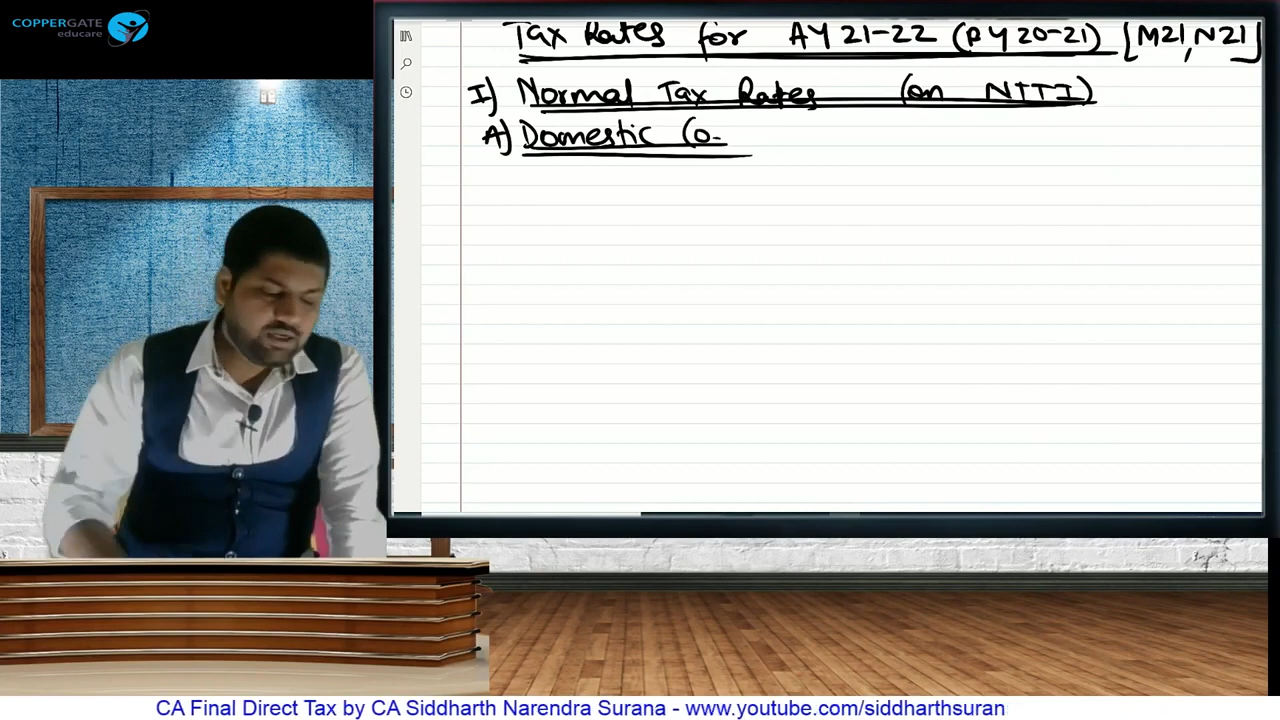 COPPERGATE
educare
Tax Rates for AY 21-22 (PY 20-21) [M21, N21]
I) Normal Tax Rates (on NTTI)
A) Domestic Co-
CA Final Direct Tax by CA Siddharth Narendra Surana - www.youtube.com/siddharthsuran